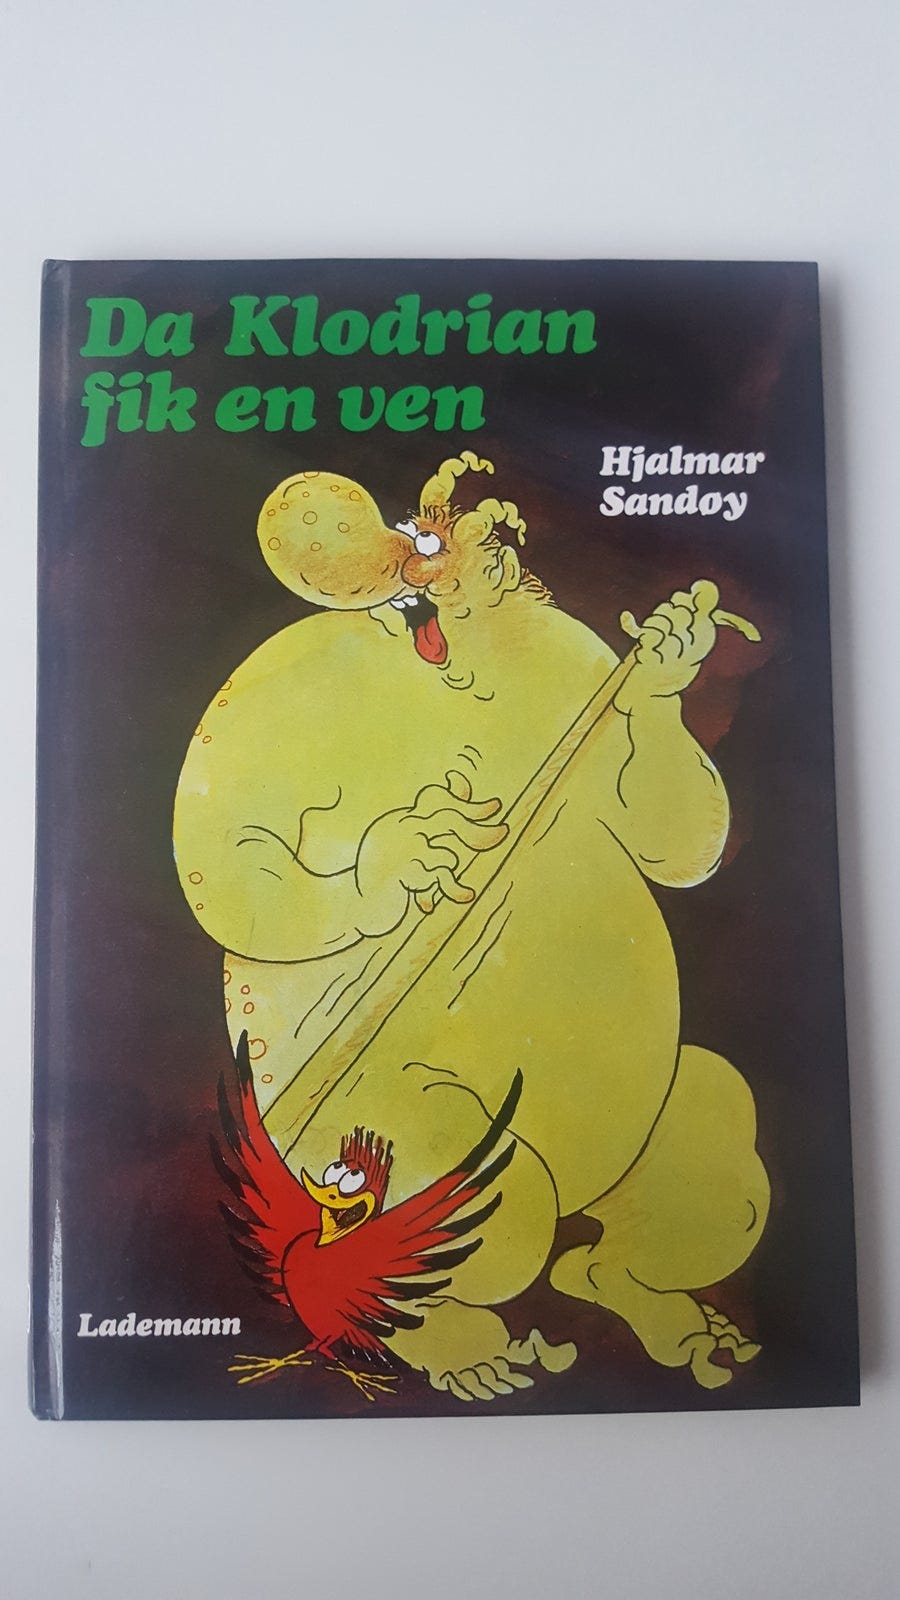 Da Klodrian
fik en ven
Hjalmar
Sandøy
Lademann